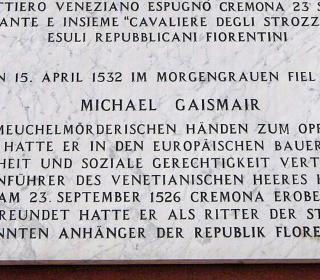 TTIERO VENEZIANO ESPUGNÒ CREMONA 23 S
ANTE E INSIEME "CAVALIERE DEGLI STROZZ
ESULI REPUBBLICANI FIORENTINI
N 15. APRIL 1532 IM MORGENGRAUEN FIEL
MICHAEL GAISMAIR
MEUCHELMÖRDERISCHEN HÄNDEN ZUM OPF
HATTE ER IN DEN EUROPÄISCHEN BAUER
HEIT UND SOZIALE GERECHTIGKEIT VERT
NFÜHRER DES VENETIANISCHEN HEERES H
AM 23. SEPTEMBER 1526 CREMONA EROBE
REUNDET HATTE ER ALS RITTER DER ST
NNTEN ANHÄNGER DER REPUBLIK FLORE